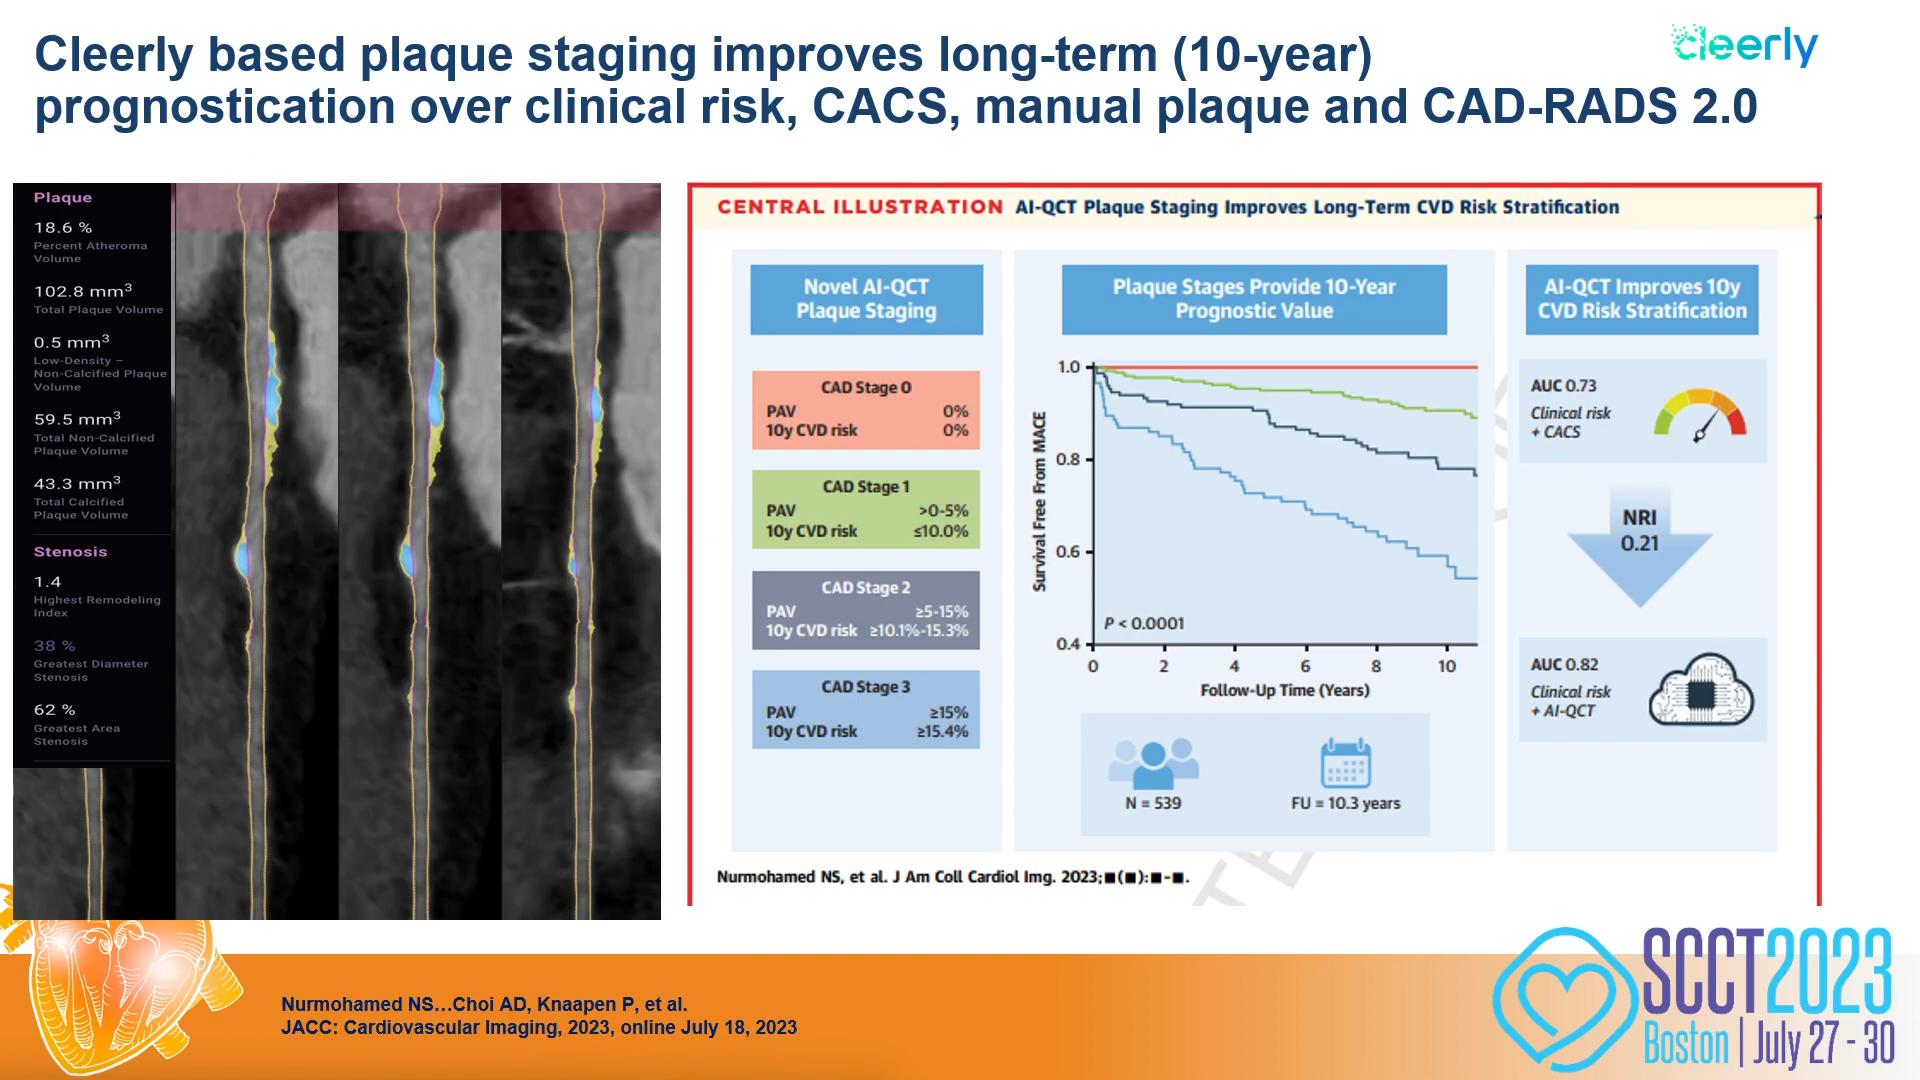 Cleerly based plaque staging improves long-term (10-year)
prognostication over clinical risk, CACS, manual plaque and CAD-RADS 2.0
cleerly
Plaque
18.6 %
Percent Atheroma
Volume
102.8 mm³
Total Plaque Volume
0.5 mm³
Low-Density –
Non-Calcified Plaque
Volume
59.5 mm³
Total Non-Calcified
Plaque Volume
43.3 mm³
Total Calcified
Plaque Volume
Stenosis
1.4
Highest Remodeling
Index
38 %
Greatest Diameter
Stenosis
62 %
Greatest Area
Stenosis
CENTRAL ILLUSTRATION AI-QCT Plaque Staging Improves Long-Term CVD Risk Stratification
Novel AI-QCT
Plaque Staging
CAD Stage 0
PAV 0%
10y CVD risk 0%
CAD Stage 1
PAV >0-5%
10y CVD risk ≤10.0%
CAD Stage 2
PAV ≥5-15%
10y CVD risk ≥10.1%-15.3%
CAD Stage 3
PAV ≥15%
10y CVD risk ≥15.4%
Plaque Stages Provide 10-Year
Prognostic Value
Survival Free From MACE
1.0
0.8
0.6
0.4
P < 0.0001
0 2 4 6 8 10
Follow-Up Time (Years)
N = 539
FU = 10.3 years
AI-QCT Improves 10y
CVD Risk Stratification
AUC 0.73
Clinical risk
+ CACS
NRI
0.21
AUC 0.82
Clinical risk
+ AI-QCT
Nurmohamed NS, et al. J Am Coll Cardiol Img. 2023;■(■):■-■.
Nurmohamed NS...Choi AD, Knaapen P, et al.
JACC: Cardiovascular Imaging, 2023, online July 18, 2023
SCCT2023
Boston | July 27 - 30